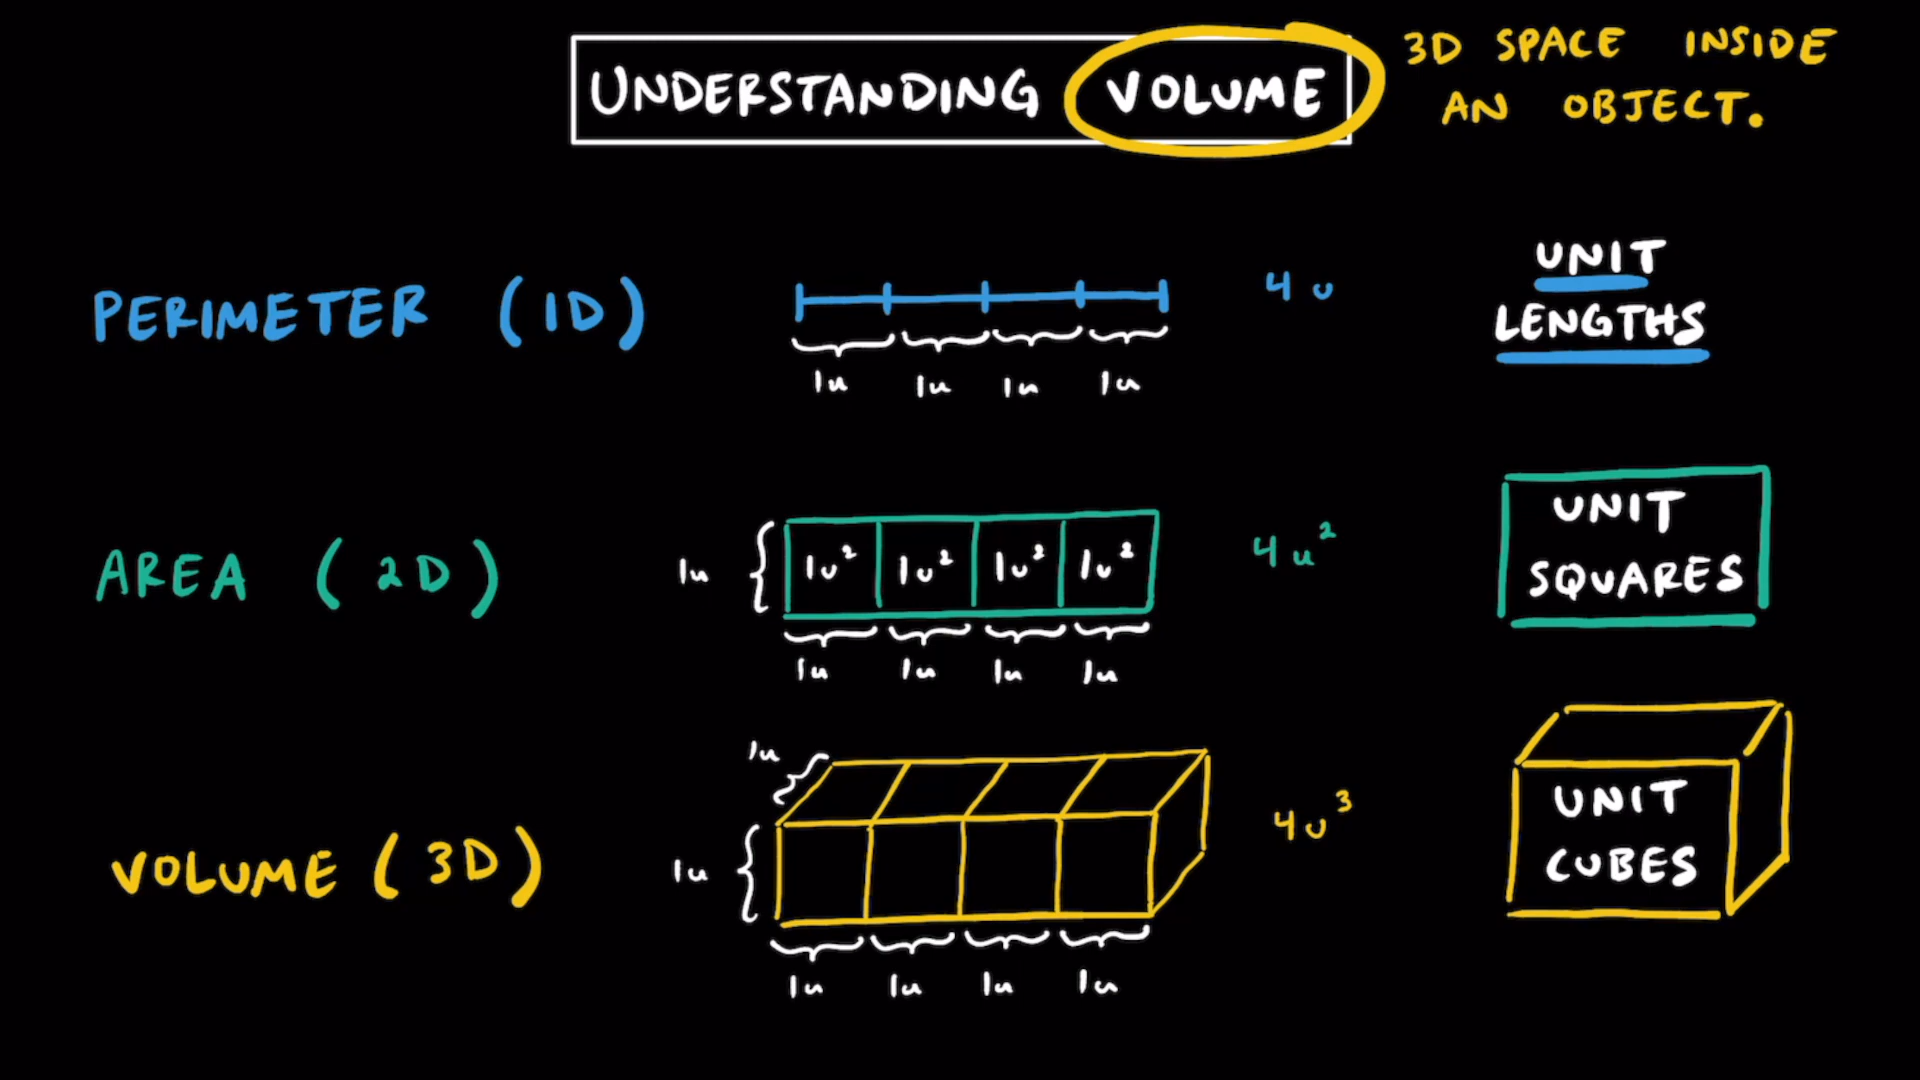 UNDERSTANDING VOLUME
3D SPACE INSIDE
AN OBJECT.
PERIMETER (1D)
1u 1u 1u 1u
4u
UNIT
LENGTHS
AREA (2D)
1u
1u² 1u² 1u² 1u²
1u 1u 1u 1u
4u²
UNIT
SQUARES
VOLUME (3D)
1u
1u
1u 1u 1u 1u
4u³
UNIT
CUBES